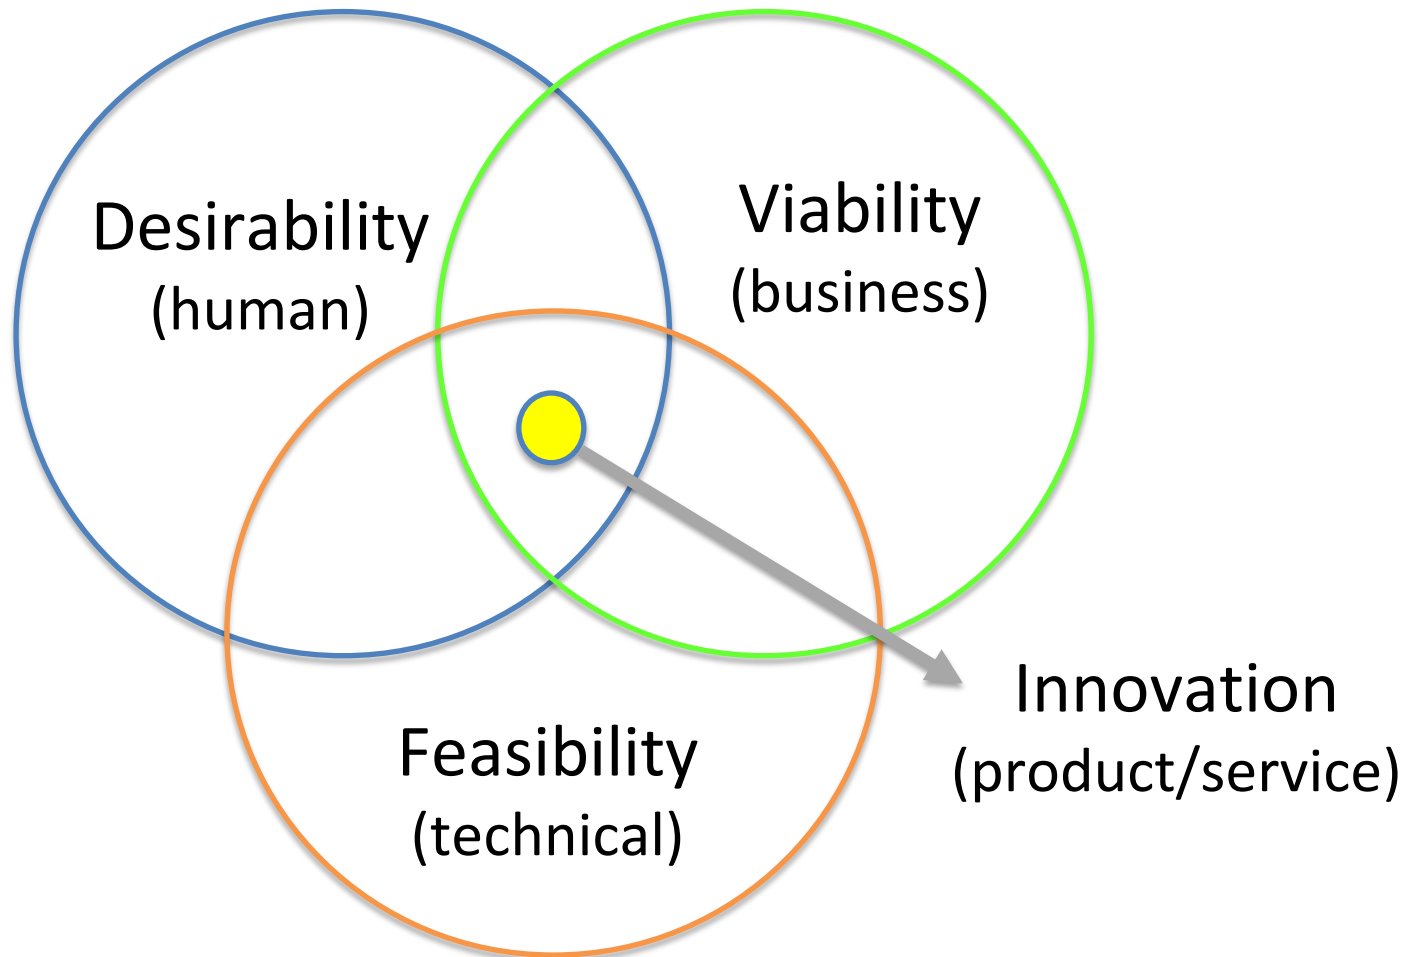 Desirability
(human)
Viability
(business)
Feasibility
(technical)
Innovation
(product/service)